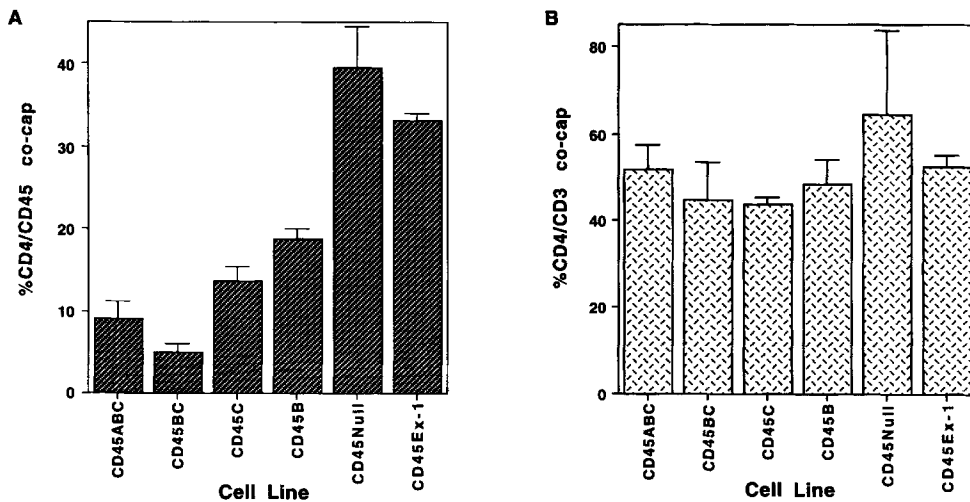 A
%CD4/CD45 co-cap
40
30
20
10
0
CD45ABC
CD45BC
CD45C
CD45B
CD45Null
CD45Ex-1
Cell Line
B
%CD4/CD3 co-cap
80
60
40
20
0
CD45ABC
CD45BC
CD45C
CD45B
CD45Null
CD45Ex-1
Cell Line